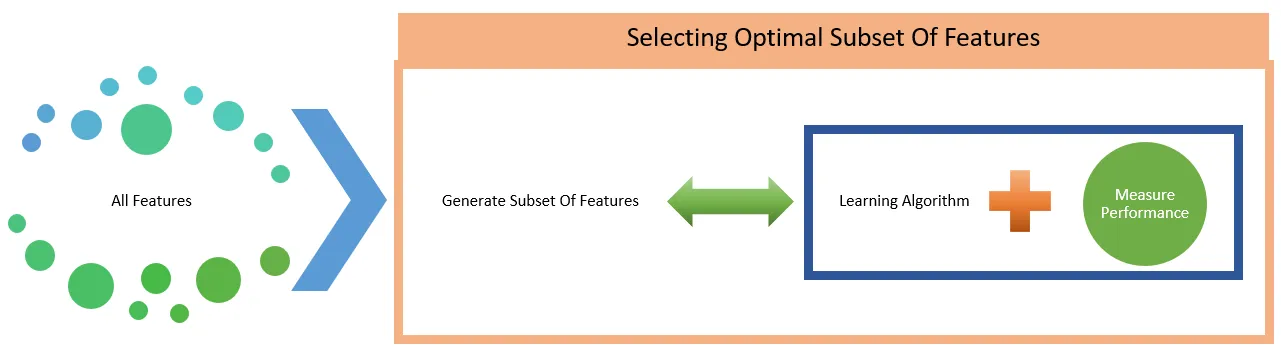 Selecting Optimal Subset Of Features
All Features
Generate Subset Of Features
Learning Algorithm
Measure
Performance